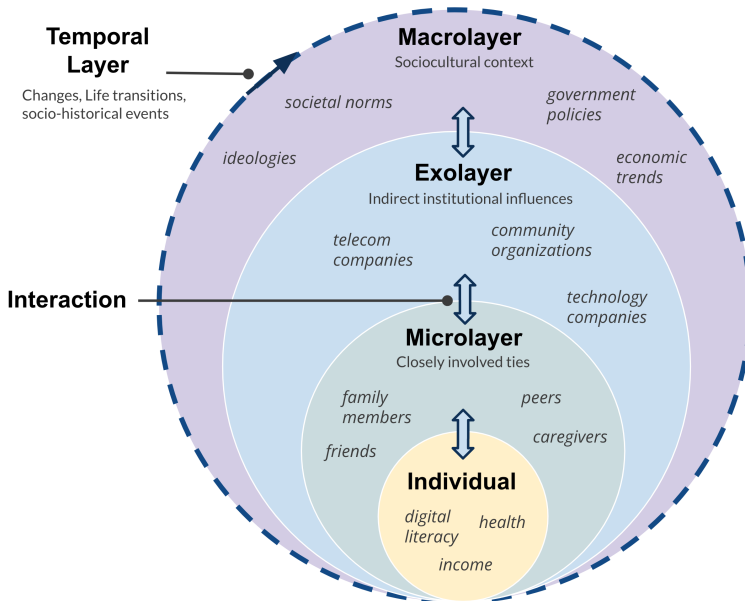 Temporal
Layer
Changes, Life transitions,
socio-historical events
Macrolayer
Sociocultural context
societal norms
government
policies
ideologies
economic
trends
Exolayer
Indirect institutional influences
telecom
companies
community
organizations
technology
companies
Interaction
Microlayer
Closely involved ties
family
members
peers
friends
caregivers
Individual
digital
literacy
health
income